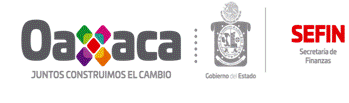 Oaxaca
JUNTOS CONSTRUIMOS EL CAMBIO
Gobierno del Estado
SEFIN
Secretaría de
Finanzas